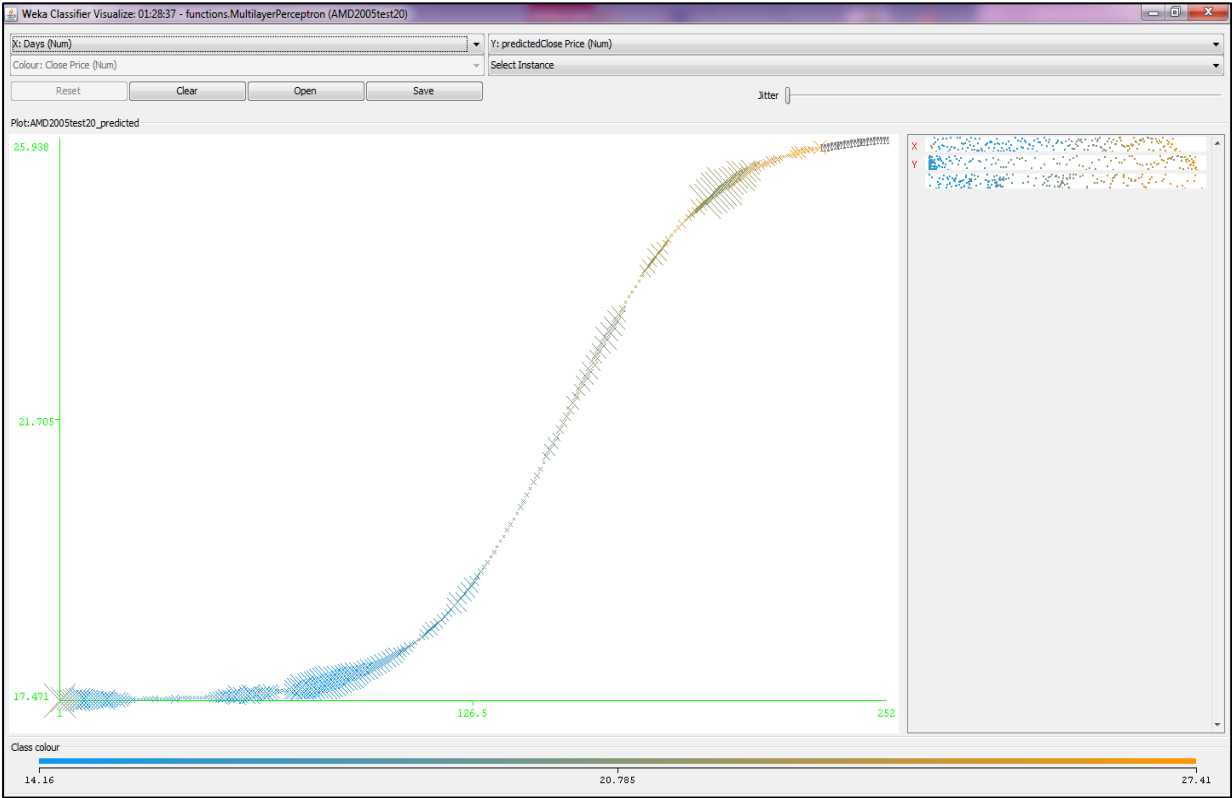 Weka Classifier Visualize: 01:28:37 - functions.MultilayerPerceptron (AMD2005test20)
X: Days (Num) Y: predictedClose Price (Num)
Colour: Close Price (Num) Select Instance
Reset Clear Open Save Jitter
Plot:AMD2005test20_predicted
25.938
X
Y
21.705
17.471
1 126.5 252
Class colour
14.16 20.785 27.41